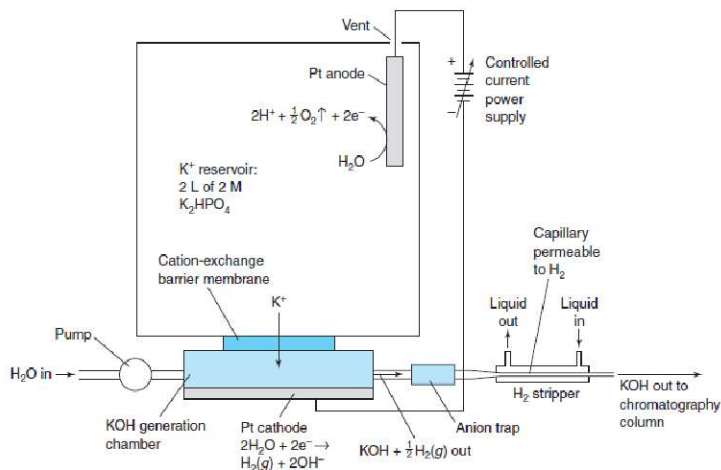 Vent
Pt anode
2H⁺ + ½ O₂↑ + 2e⁻
H₂O
+
−
Controlled
current
power
supply
K⁺ reservoir:
2 L of 2 M
K₂HPO₄
Cation-exchange
barrier membrane
K⁺
Capillary
permeable
to H₂
Liquid
out
Liquid
in
Pump
H₂O in
H₂ stripper
KOH out to
chromatography
column
KOH generation
chamber
Pt cathode
2H₂O + 2e⁻ →
H₂(g) + 2OH⁻
KOH + ½H₂(g) out
Anion trap